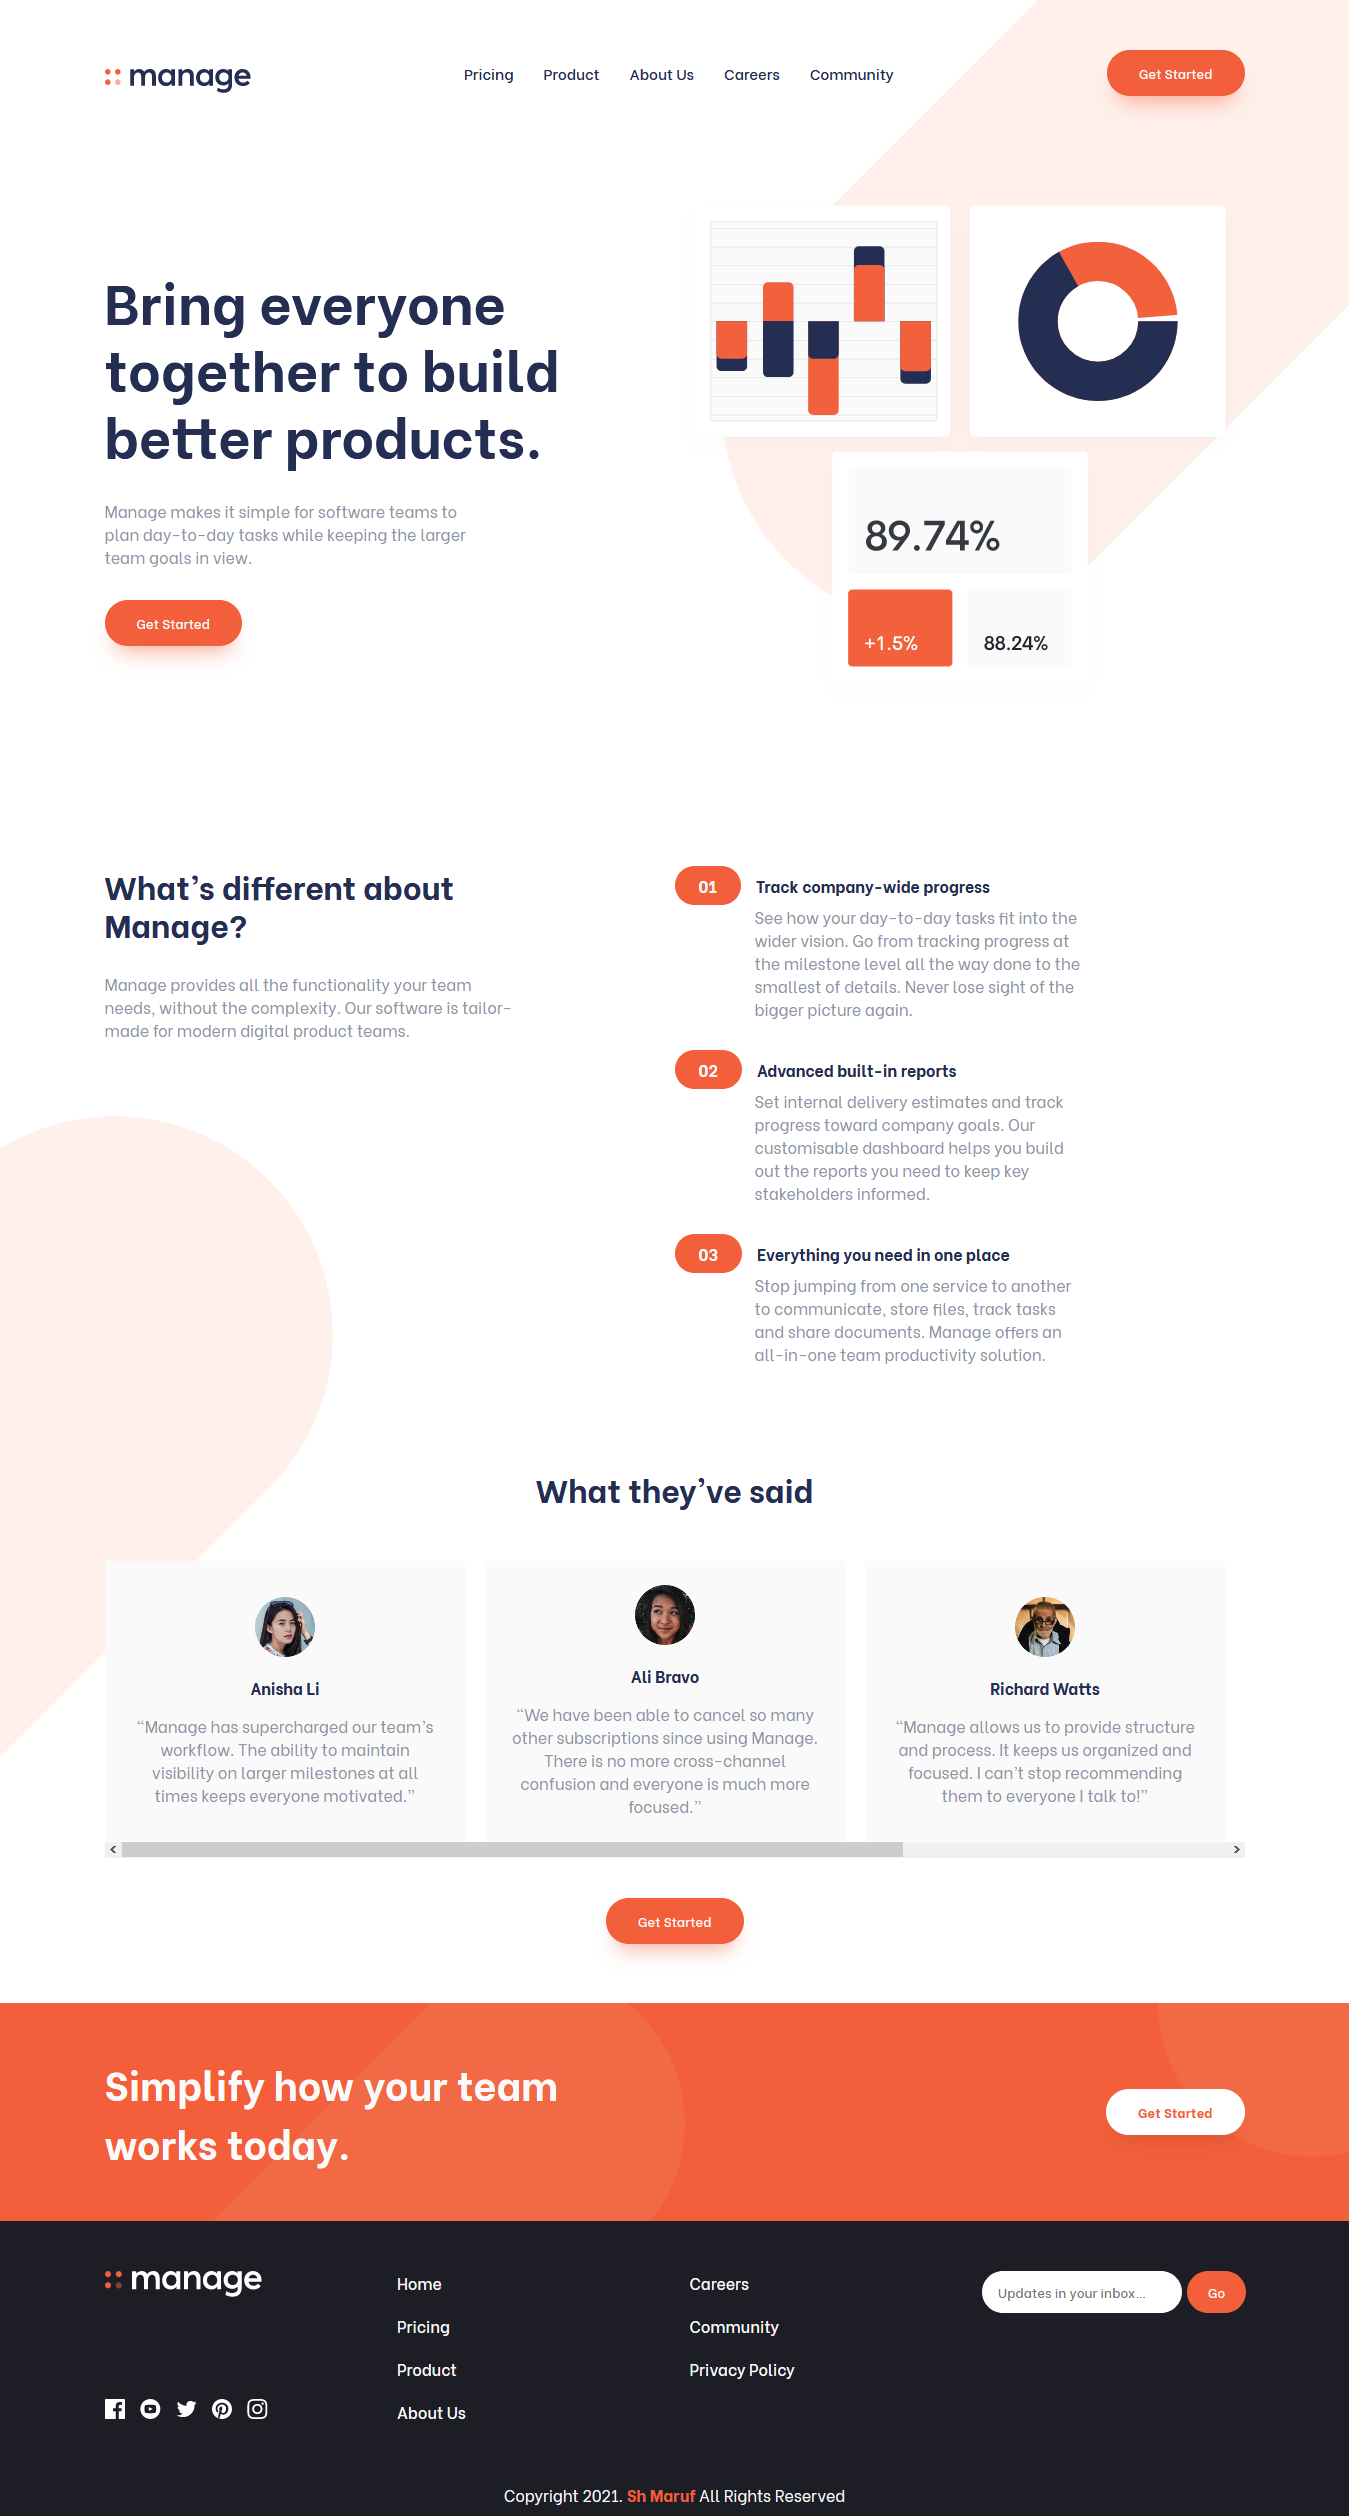 manage
Pricing Product About Us Careers Community
Get Started
Bring everyone
together to build
better products.
Manage makes it simple for software teams to
plan day-to-day tasks while keeping the larger
team goals in view.
Get Started
89.74%
+1.5%
88.24%
What's different about
Manage?
Manage provides all the functionality your team
needs, without the complexity. Our software is tailor-
made for modern digital product teams.
01
Track company-wide progress
See how your day-to-day tasks fit into the
wider vision. Go from tracking progress at
the milestone level all the way done to the
smallest of details. Never lose sight of the
bigger picture again.
02
Advanced built-in reports
Set internal delivery estimates and track
progress toward company goals. Our
customisable dashboard helps you build
out the reports you need to keep key
stakeholders informed.
03
Everything you need in one place
Stop jumping from one service to another
to communicate, store files, track tasks
and share documents. Manage offers an
all-in-one team productivity solution.
What they've said
Anisha Li
“Manage has supercharged our team's
workflow. The ability to maintain
visibility on larger milestones at all
times keeps everyone motivated.”
Ali Bravo
“We have been able to cancel so many
other subscriptions since using Manage.
There is no more cross-channel
confusion and everyone is much more
focused.”
Richard Watts
“Manage allows us to provide structure
and process. It keeps us organized and
focused. I can't stop recommending
them to everyone I talk to!”
Get Started
Simplify how your team
works today.
Get Started
manage
Home
Pricing
Product
About Us
Careers
Community
Privacy Policy
Updates in your inbox...
Go
Copyright 2021. Sh Maruf All Rights Reserved